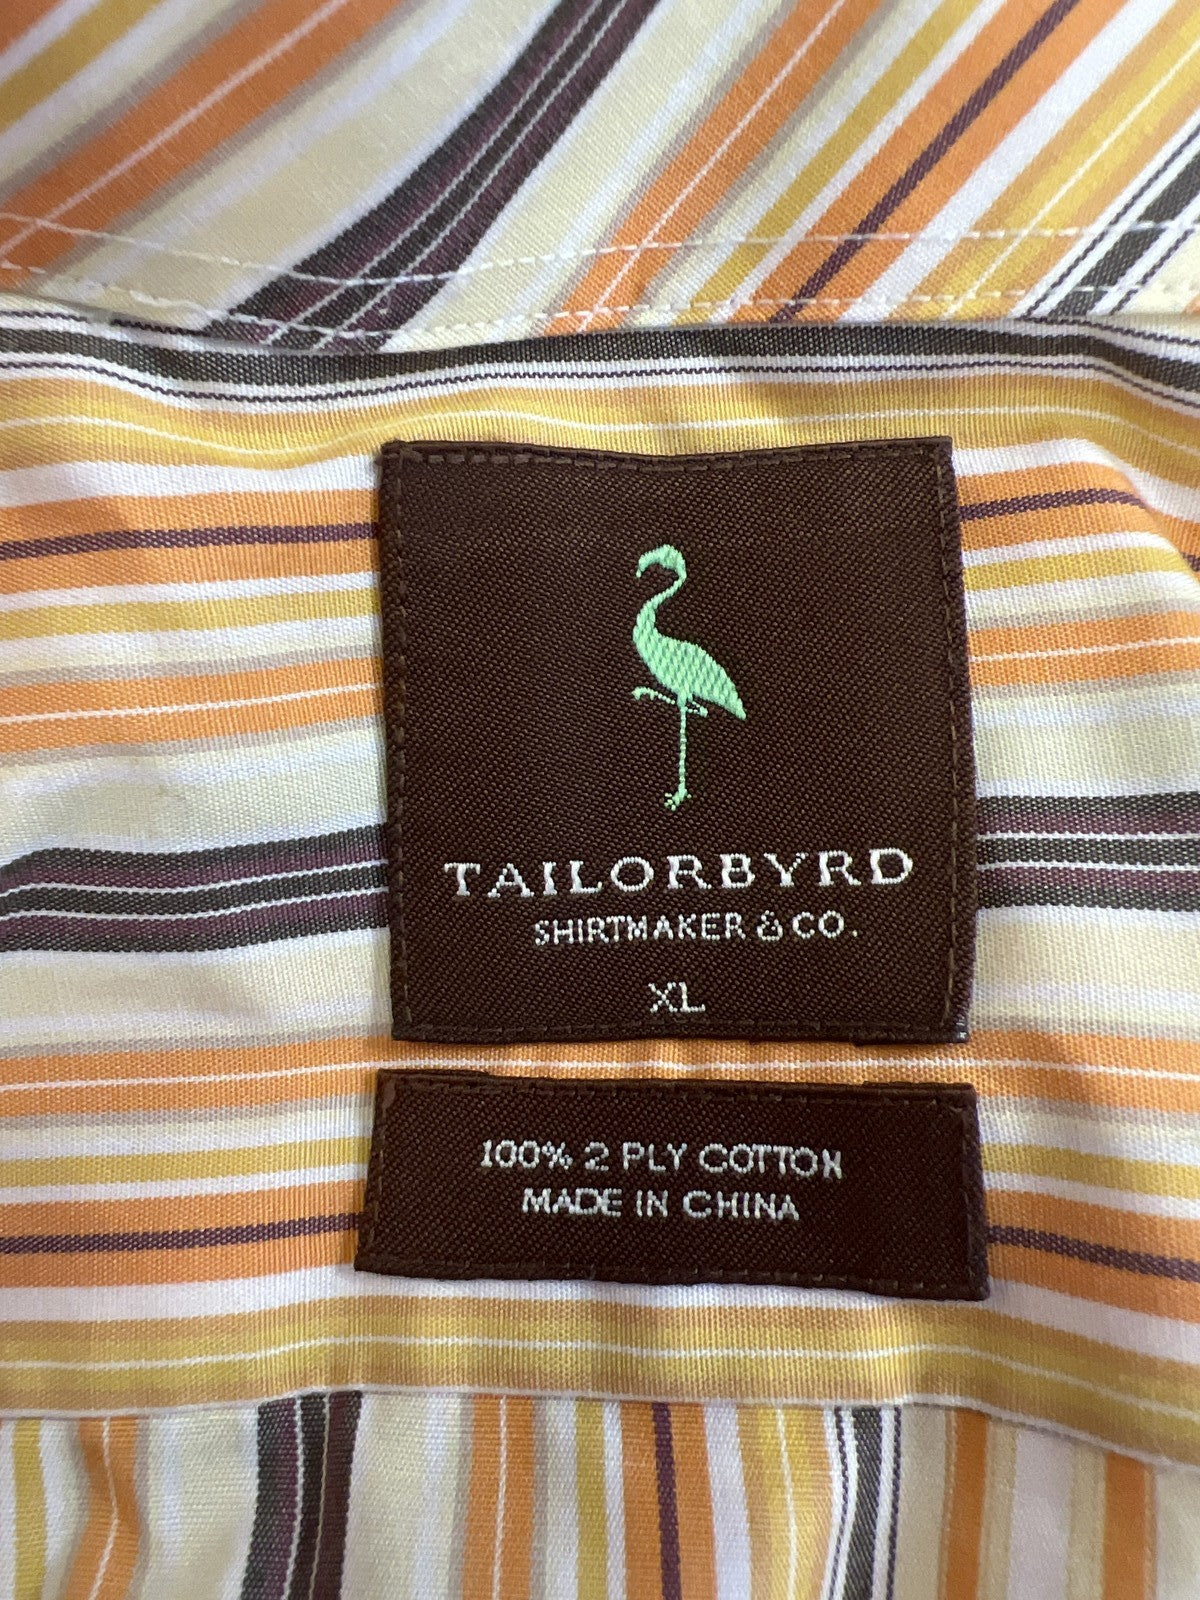 TAILORBYRD
SHIRTMAKER & CO.
XL
100% 2 PLY COTTON
MADE IN CHINA